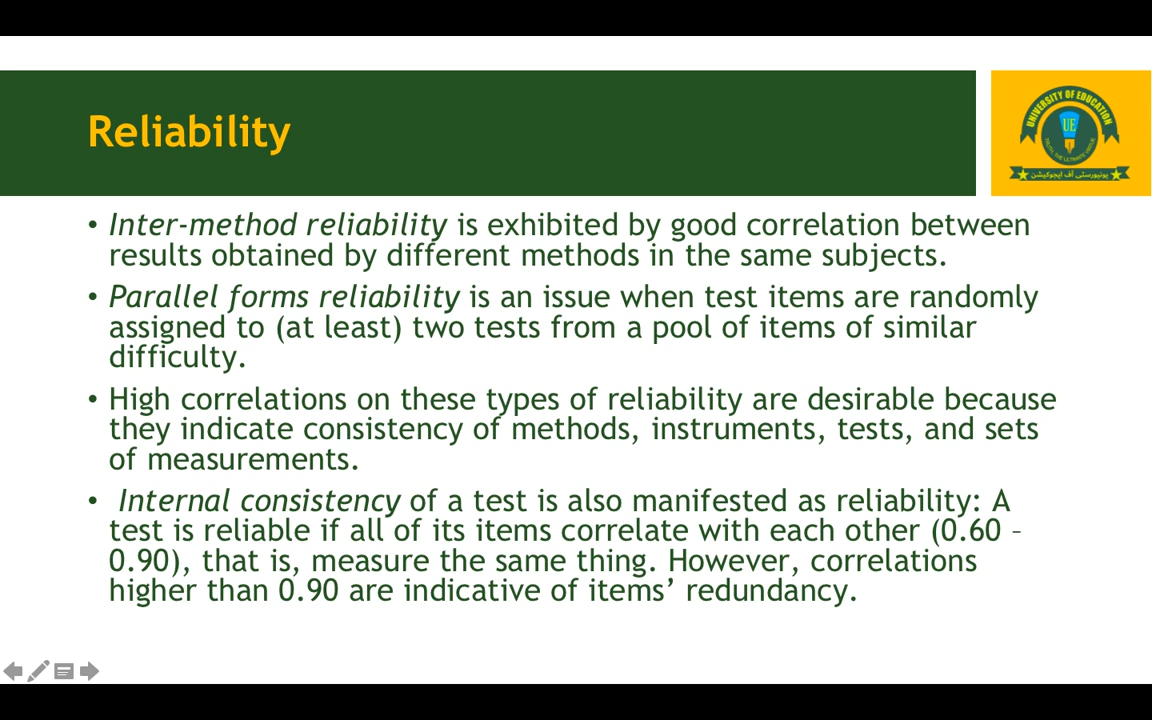 Reliability
UNIVERSITY OF EDUCATION
UE
یونیورسٹی آف ایجوکیشن
• Inter-method reliability is exhibited by good correlation between
results obtained by different methods in the same subjects.
• Parallel forms reliability is an issue when test items are randomly
assigned to (at least) two tests from a pool of items of similar
difficulty.
• High correlations on these types of reliability are desirable because
they indicate consistency of methods, instruments, tests, and sets
of measurements.
• Internal consistency of a test is also manifested as reliability: A
test is reliable if all of its items correlate with each other (0.60 –
0.90), that is, measure the same thing. However, correlations
higher than 0.90 are indicative of items’ redundancy.